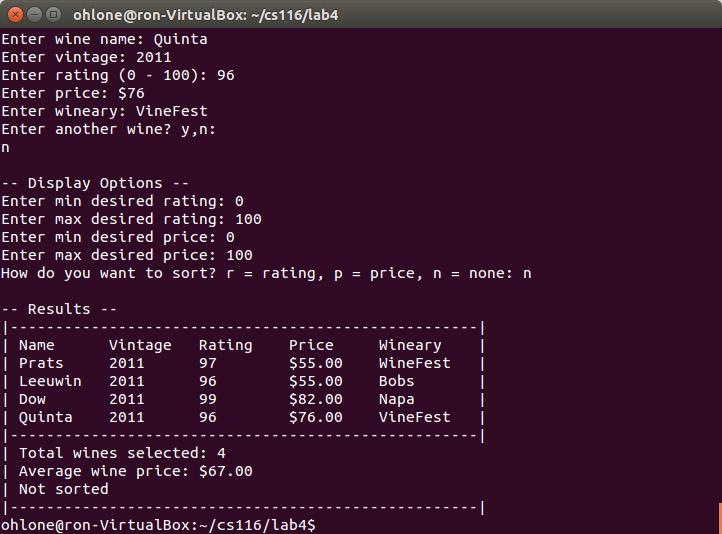 ohlone@ron-VirtualBox: ~/cs116/lab4
Enter wine name: Quinta
Enter vintage: 2011
Enter rating (0 - 100): 96
Enter price: $76
Enter wineary: VineFest
Enter another wine? y,n:
n

-- Display Options --
Enter min desired rating: 0
Enter max desired rating: 100
Enter min desired price: 0
Enter max desired price: 100
How do you want to sort? r = rating, p = price, n = none: n

-- Results --
|----------------------------------------------------|
| Name      Vintage   Rating    Price     Wineary    |
| Prats     2011      97        $55.00    WineFest   |
| Leeuwin   2011      96        $55.00    Bobs       |
| Dow       2011      99        $82.00    Napa       |
| Quinta    2011      96        $76.00    VineFest   |
|----------------------------------------------------|
| Total wines selected: 4
| Average wine price: $67.00
| Not sorted
|----------------------------------------------------|
ohlone@ron-VirtualBox:~/cs116/lab4$